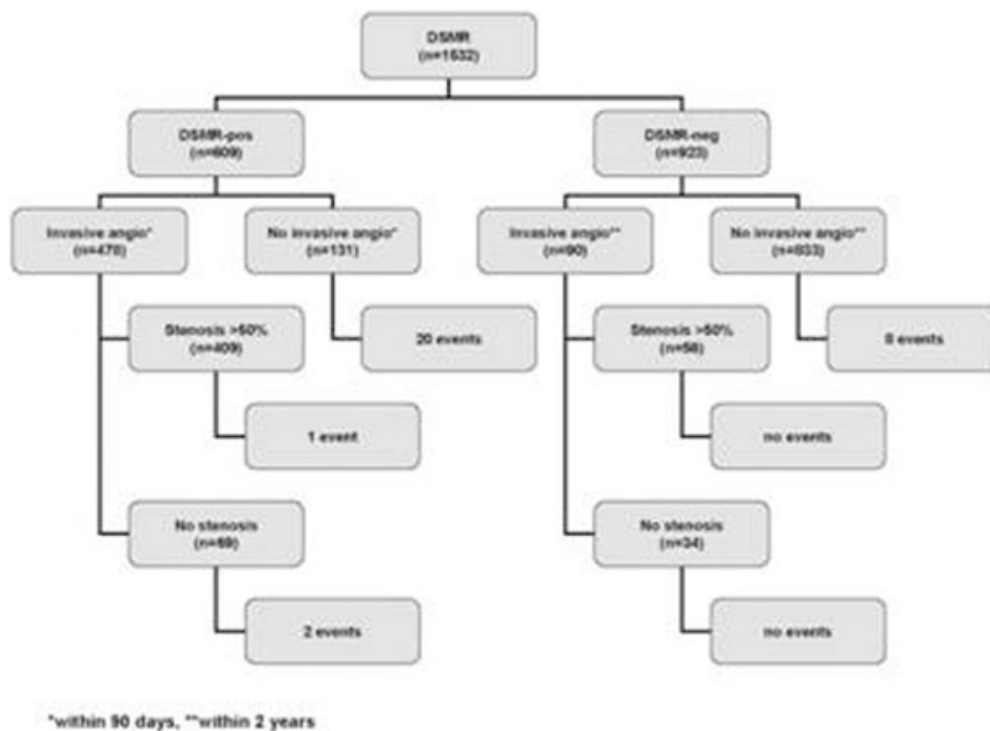 DSMR
(n=1532)
DSMR-pos
(n=609)
DSMR-neg
(n=923)
Invasive angio*
(n=478)
No invasive angio*
(n=131)
Invasive angio**
(n=90)
No invasive angio**
(n=833)
Stenosis >50%
(n=409)
20 events
Stenosis >50%
(n=56)
8 events
1 event
no events
No stenosis
(n=69)
No stenosis
(n=34)
2 events
no events
*within 90 days, **within 2 years